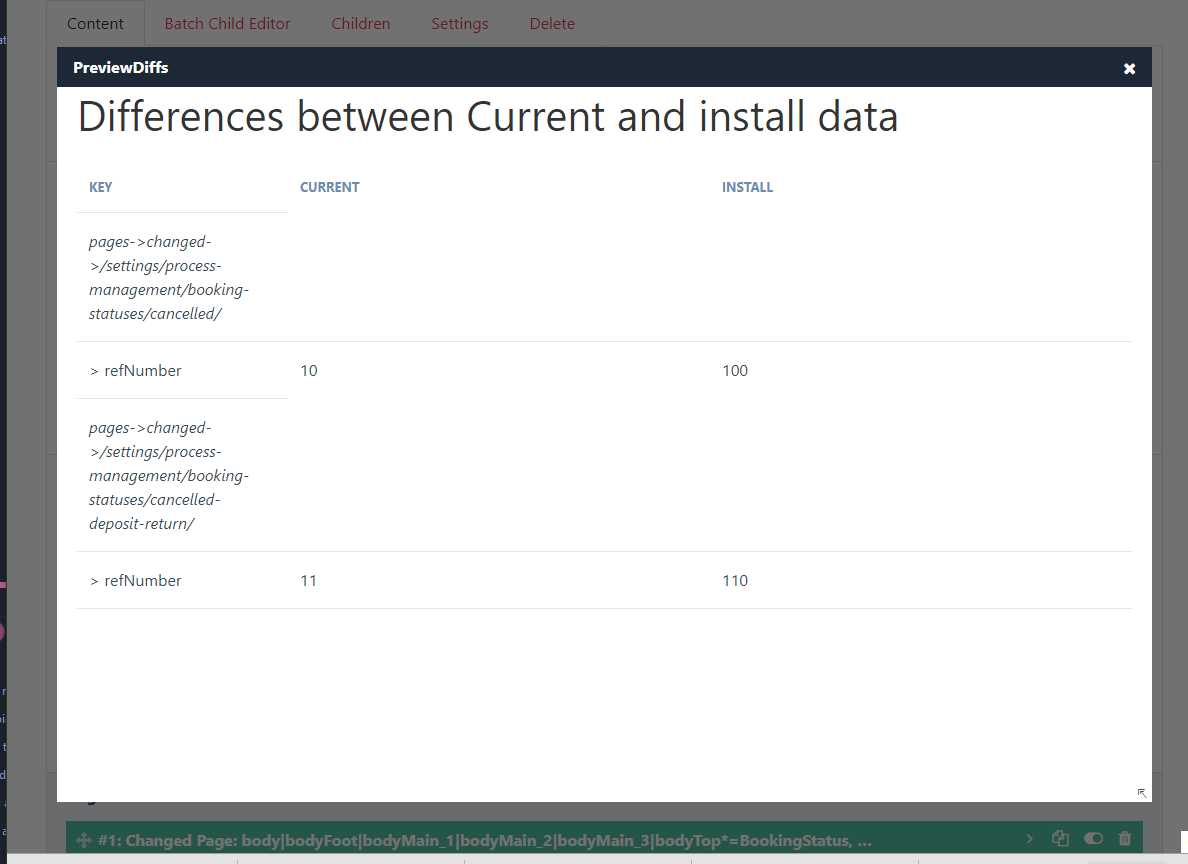 Content Batch Child Editor Children Settings Delete
PreviewDiffs
Differences between Current and install data
KEY CURRENT INSTALL
pages->changed-
>/settings/process-
management/booking-
statuses/cancelled/
> refNumber 10 100
pages->changed-
>/settings/process-
management/booking-
statuses/cancelled-
deposit-return/
> refNumber 11 110
#1: Changed Page: body|bodyFoot|bodyMain_1|bodyMain_2|bodyMain_3|bodyTop*=BookingStatus, ...